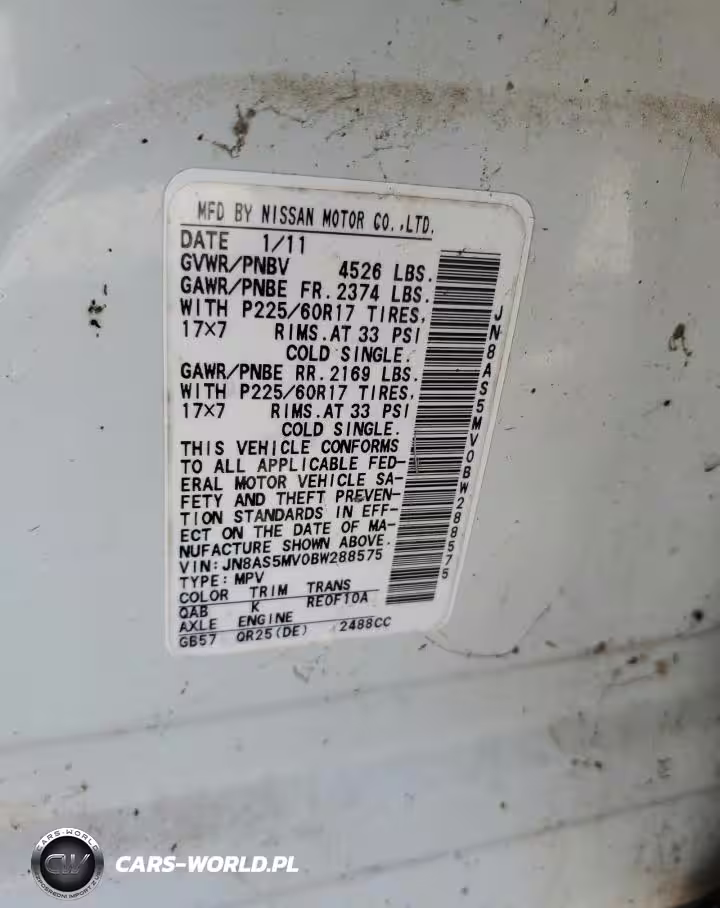 MFD BY NISSAN MOTOR CO.,LTD.
DATE 1/11
GVWR/PNBV 4526 LBS.
GAWR/PNBE FR. 2374 LBS.
WITH P225/60R17 TIRES,
17×7 RIMS.AT 33 PSI
COLD SINGLE.
GAWR/PNBE RR. 2169 LBS.
WITH P225/60R17 TIRES,
17×7 RIMS.AT 33 PSI
COLD SINGLE.
THIS VEHICLE CONFORMS
TO ALL APPLICABLE FED-
ERAL MOTOR VEHICLE SA-
FETY AND THEFT PREVEN-
TION STANDARDS IN EFF-
ECT ON THE DATE OF MA-
NUFACTURE SHOWN ABOVE.
VIN:JN8AS5MV0BW288575
TYPE:MPV
COLOR TRIM TRANS
QAB K RE0F10A
AXLE ENGINE
GB57 QR25(DE) 2488CC
JN8AS5MV0BW288575
CARS-WORLD
CW
CARS-WORLD.PL